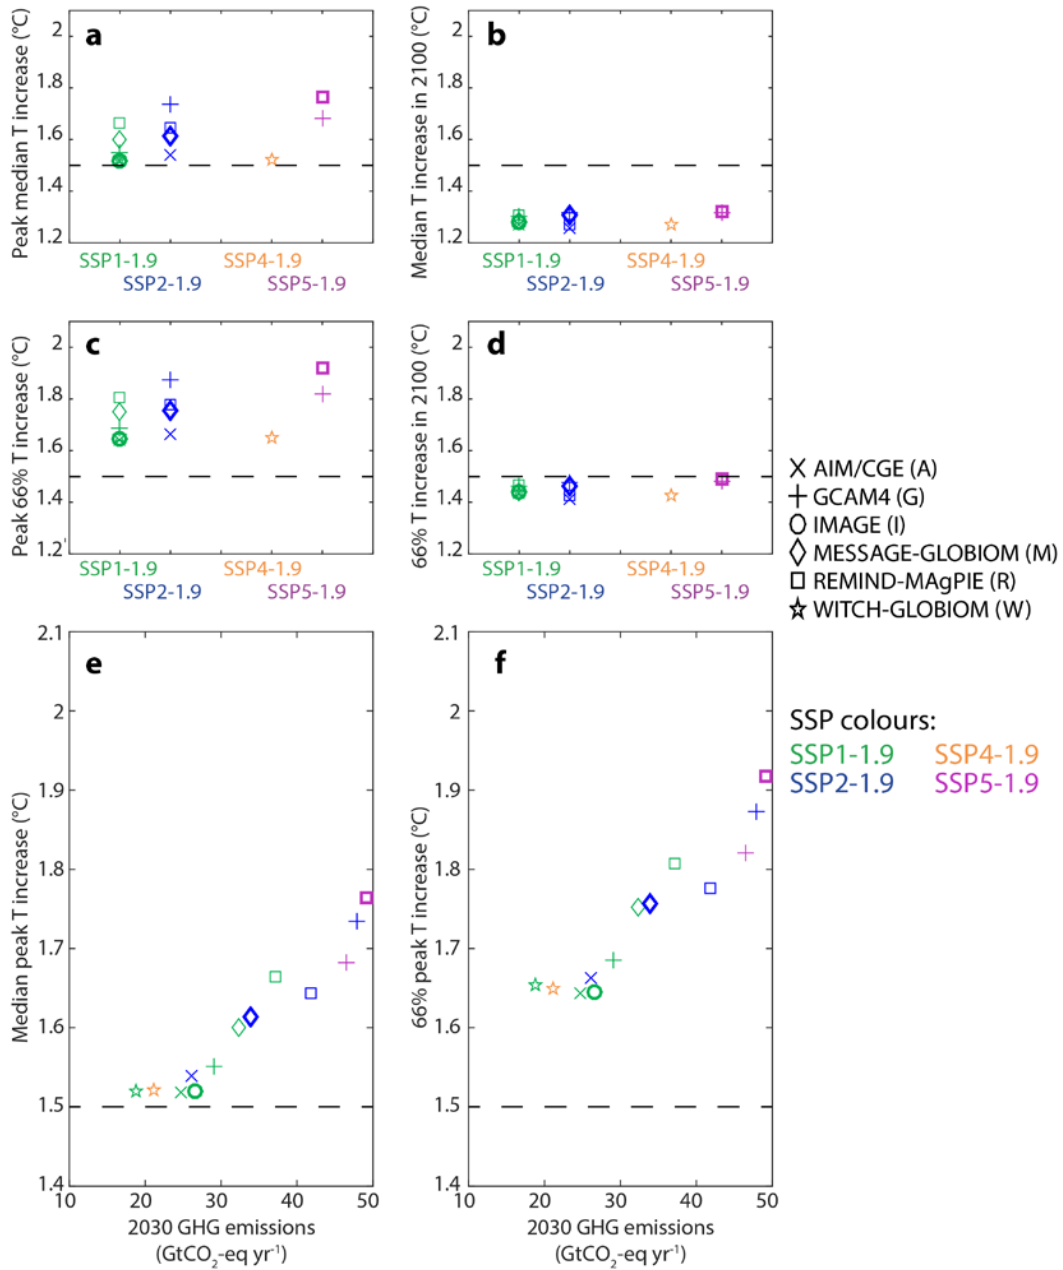 a
Peak median T increase (°C)
2
1.8
1.6
1.4
1.2
SSP1-1.9
SSP4-1.9
SSP2-1.9
SSP5-1.9
b
Median T increase in 2100 (°C)
2
1.8
1.6
1.4
1.2
SSP1-1.9
SSP4-1.9
SSP2-1.9
SSP5-1.9
c
Peak 66% T increase (°C)
2
1.8
1.6
1.4
1.2
SSP1-1.9
SSP4-1.9
SSP2-1.9
SSP5-1.9
d
66% T increase in 2100 (°C)
2
1.8
1.6
1.4
1.2
SSP1-1.9
SSP4-1.9
SSP2-1.9
SSP5-1.9
AIM/CGE (A)
GCAM4 (G)
IMAGE (I)
MESSAGE-GLOBIOM (M)
REMIND-MAgPIE (R)
WITCH-GLOBIOM (W)
e
Median peak T increase (°C)
2.1
2
1.9
1.8
1.7
1.6
1.5
1.4
10 20 30 40 50
2030 GHG emissions
(GtCO₂-eq yr⁻¹)
f
66% peak T increase (°C)
2.1
2
1.9
1.8
1.7
1.6
1.5
1.4
10 20 30 40 50
2030 GHG emissions
(GtCO₂-eq yr⁻¹)
SSP colours:
SSP1-1.9 SSP4-1.9
SSP2-1.9 SSP5-1.9